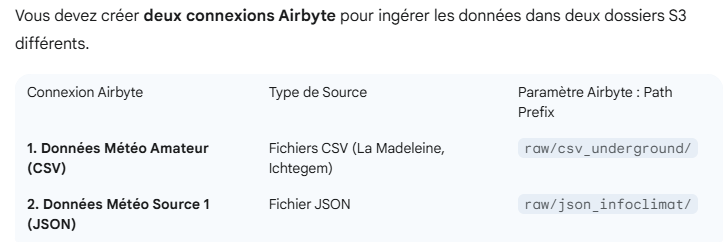 Vous devez créer deux connexions Airbyte pour ingérer les données dans deux dossiers S3
différents.
Connexion Airbyte
Type de Source
Paramètre Airbyte : Path
Prefix
1. Données Météo Amateur
(CSV)
Fichiers CSV (La Madeleine,
Ichtegem)
raw/csv_underground/
2. Données Météo Source 1
(JSON)
Fichier JSON
raw/json_infoclimat/